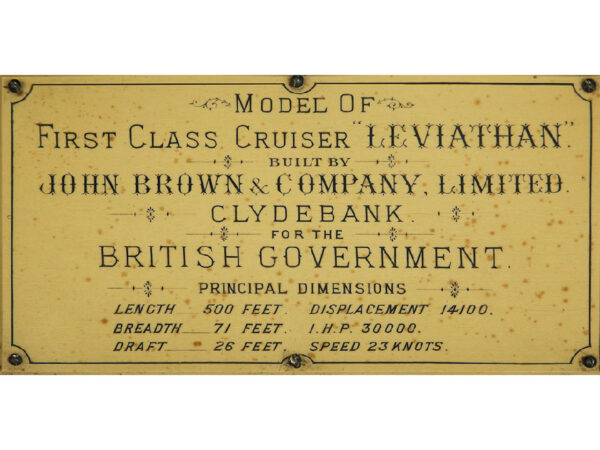 MODEL OF
FIRST CLASS CRUISER "LEVIATHAN".
BUILT BY
JOHN BROWN & COMPANY, LIMITED.
CLYDEBANK.
FOR THE
BRITISH GOVERNMENT.
PRINCIPAL DIMENSIONS
LENGTH 500 FEET. DISPLACEMENT 14100.
BREADTH 71 FEET. I.H.P. 30000.
DRAFT 26 FEET. SPEED 23 KNOTS.